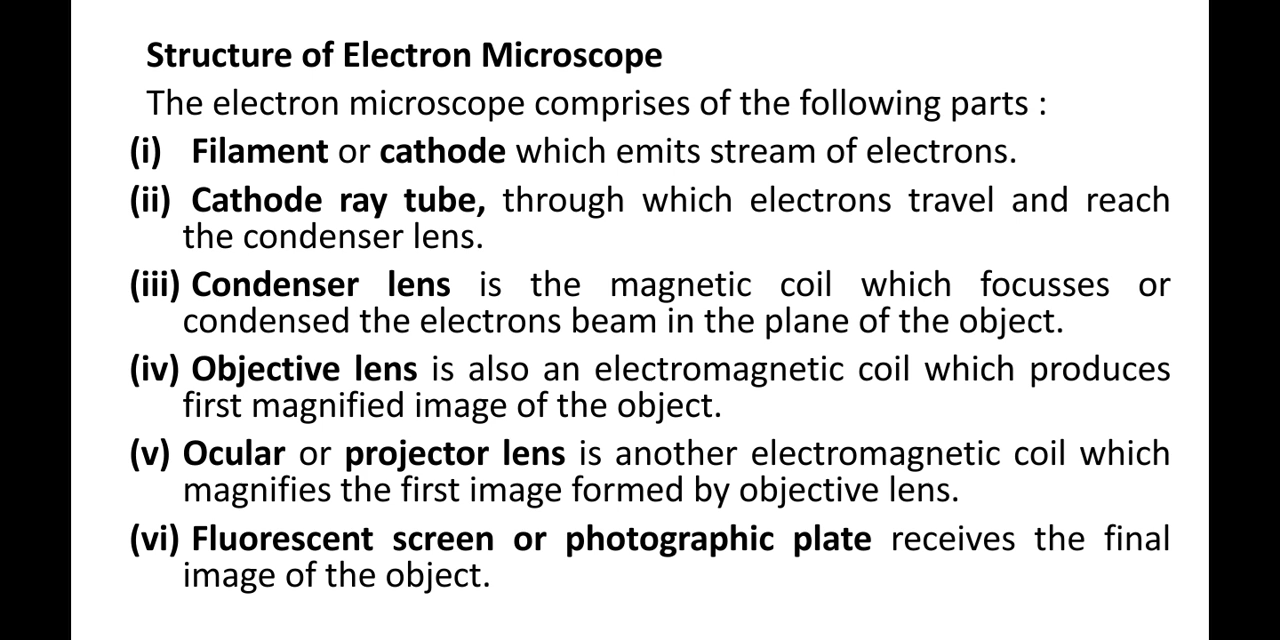 Structure of Electron Microscope
The electron microscope comprises of the following parts :
(i) Filament or cathode which emits stream of electrons.
(ii) Cathode ray tube, through which electrons travel and reach
the condenser lens.
(iii) Condenser lens is the magnetic coil which focusses or
condensed the electrons beam in the plane of the object.
(iv) Objective lens is also an electromagnetic coil which produces
first magnified image of the object.
(v) Ocular or projector lens is another electromagnetic coil which
magnifies the first image formed by objective lens.
(vi) Fluorescent screen or photographic plate receives the final
image of the object.